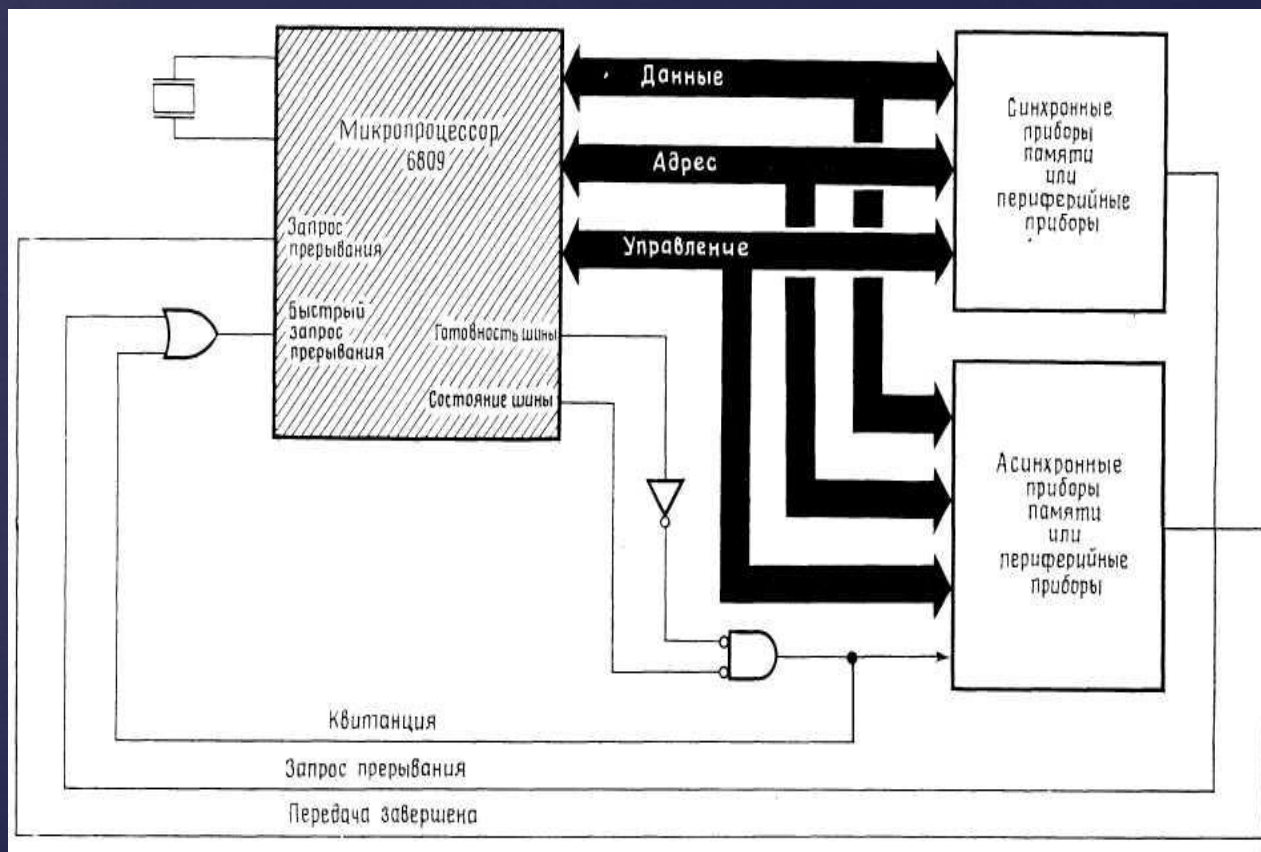 Микропроцессор
6809
Запрос
прерывания
Быстрый
запрос
прерывания
Готовность шины
Состояние шины
Данные
Адрес
Управление
Синхронные
приборы
памяти
или
периферийные
приборы
Асинхронные
приборы
памяти
или
периферийные
приборы
Квитанция
Запрос прерывания
Передача завершена